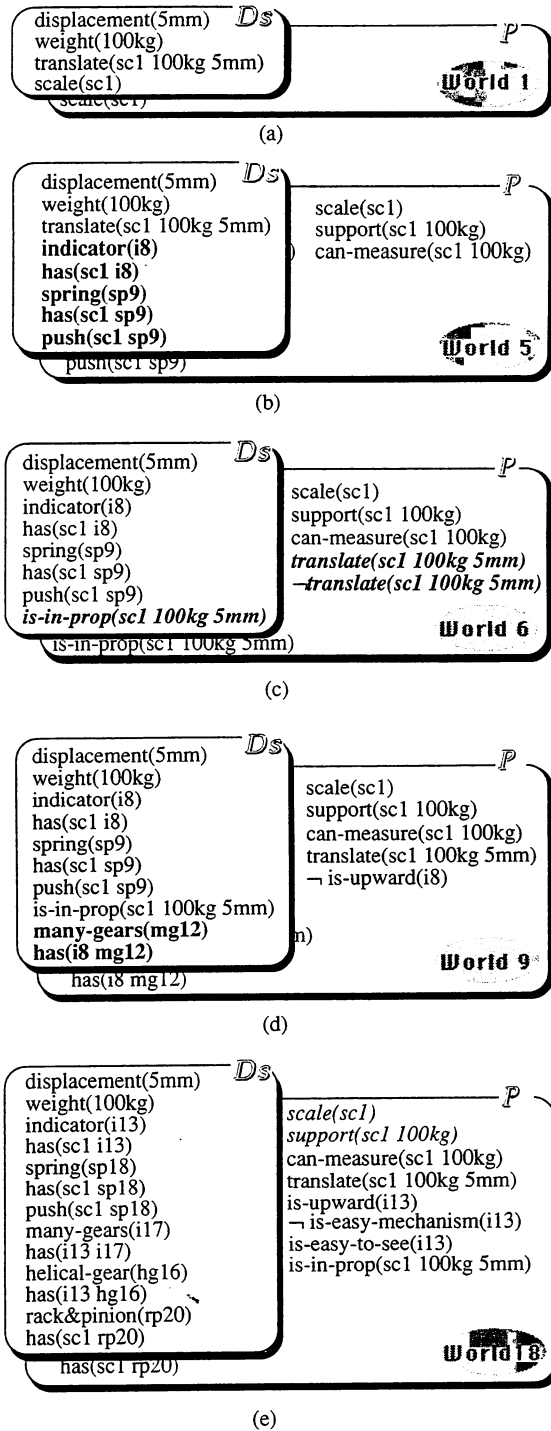 Ds
displacement(5mm)
weight(100kg)
translate(sc1 100kg 5mm)
scale(sc1)
scale(sc1)
P
World 1
(a)
Ds
displacement(5mm)
weight(100kg)
translate(sc1 100kg 5mm)
indicator(i8)
has(sc1 i8)
spring(sp9)
has(sc1 sp9)
push(sc1 sp9)
push(sc1 sp9)
P
)
scale(sc1)
support(sc1 100kg)
can-measure(sc1 100kg)
World 5
(b)
Ds
displacement(5mm)
weight(100kg)
indicator(i8)
has(sc1 i8)
spring(sp9)
has(sc1 sp9)
push(sc1 sp9)
is-in-prop(sc1 100kg 5mm)
is-in-prop(sc1 100kg 5mm)
P
scale(sc1)
support(sc1 100kg)
can-measure(sc1 100kg)
translate(sc1 100kg 5mm)
¬translate(sc1 100kg 5mm)
World 6
(c)
Ds
displacement(5mm)
weight(100kg)
indicator(i8)
has(sc1 i8)
spring(sp9)
has(sc1 sp9)
push(sc1 sp9)
is-in-prop(sc1 100kg 5mm)
many-gears(mg12)
has(i8 mg12)
has(i8 mg12)
P
scale(sc1)
support(sc1 100kg)
can-measure(sc1 100kg)
translate(sc1 100kg 5mm)
¬ is-upward(i8)
m)
World 9
(d)
Ds
displacement(5mm)
weight(100kg)
indicator(i13)
has(sc1 i13)
spring(sp18)
has(sc1 sp18)
push(sc1 sp18)
many-gears(i17)
has(i13 i17)
helical-gear(hg16)
has(i13 hg16)
rack&pinion(rp20)
has(sc1 rp20)
has(sc1 rp20)
P
scale(sc1)
support(sc1 100kg)
can-measure(sc1 100kg)
translate(sc1 100kg 5mm)
is-upward(i13)
¬ is-easy-mechanism(i13)
is-easy-to-see(i13)
is-in-prop(sc1 100kg 5mm)
World 18
(e)